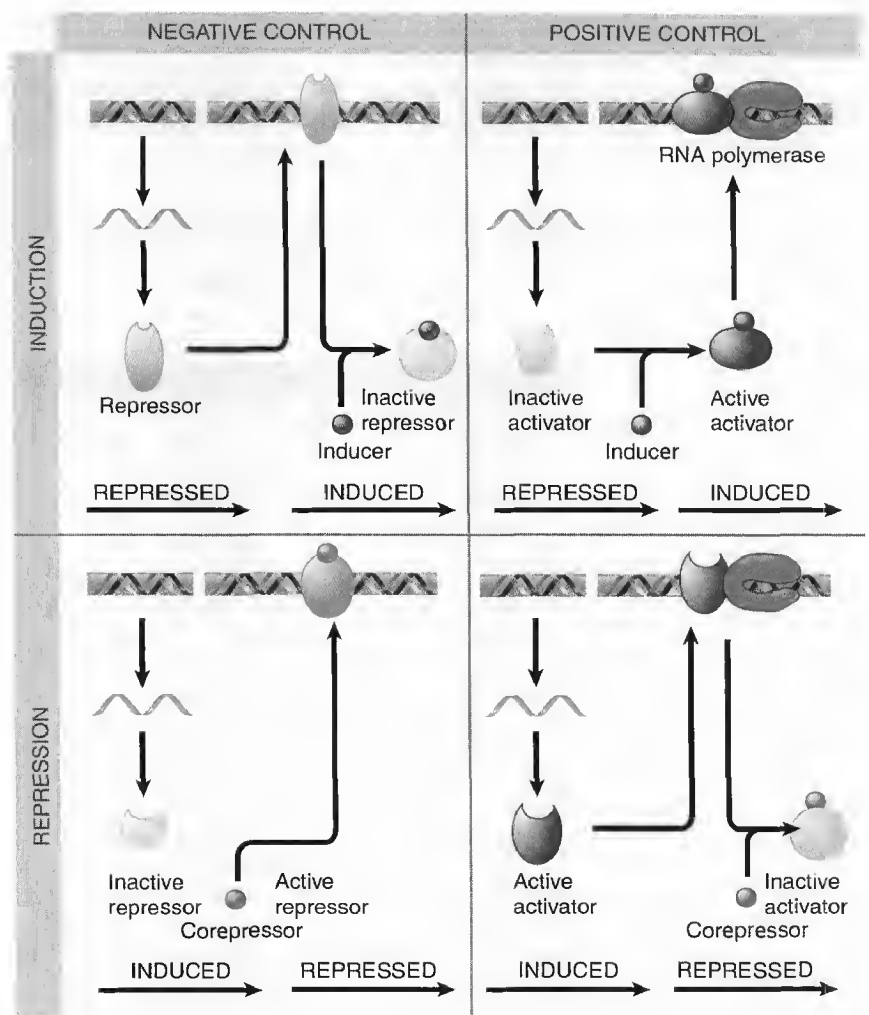 NEGATIVE CONTROL
POSITIVE CONTROL
INDUCTION
Repressor
Inactive
repressor
Inducer
REPRESSED
INDUCED
RNA polymerase
Inactive
activator
Inducer
Active
activator
REPRESSED
INDUCED
REPRESSION
Inactive
repressor
Corepressor
Active
repressor
INDUCED
REPRESSED
Active
activator
Inactive
activator
Corepressor
INDUCED
REPRESSED